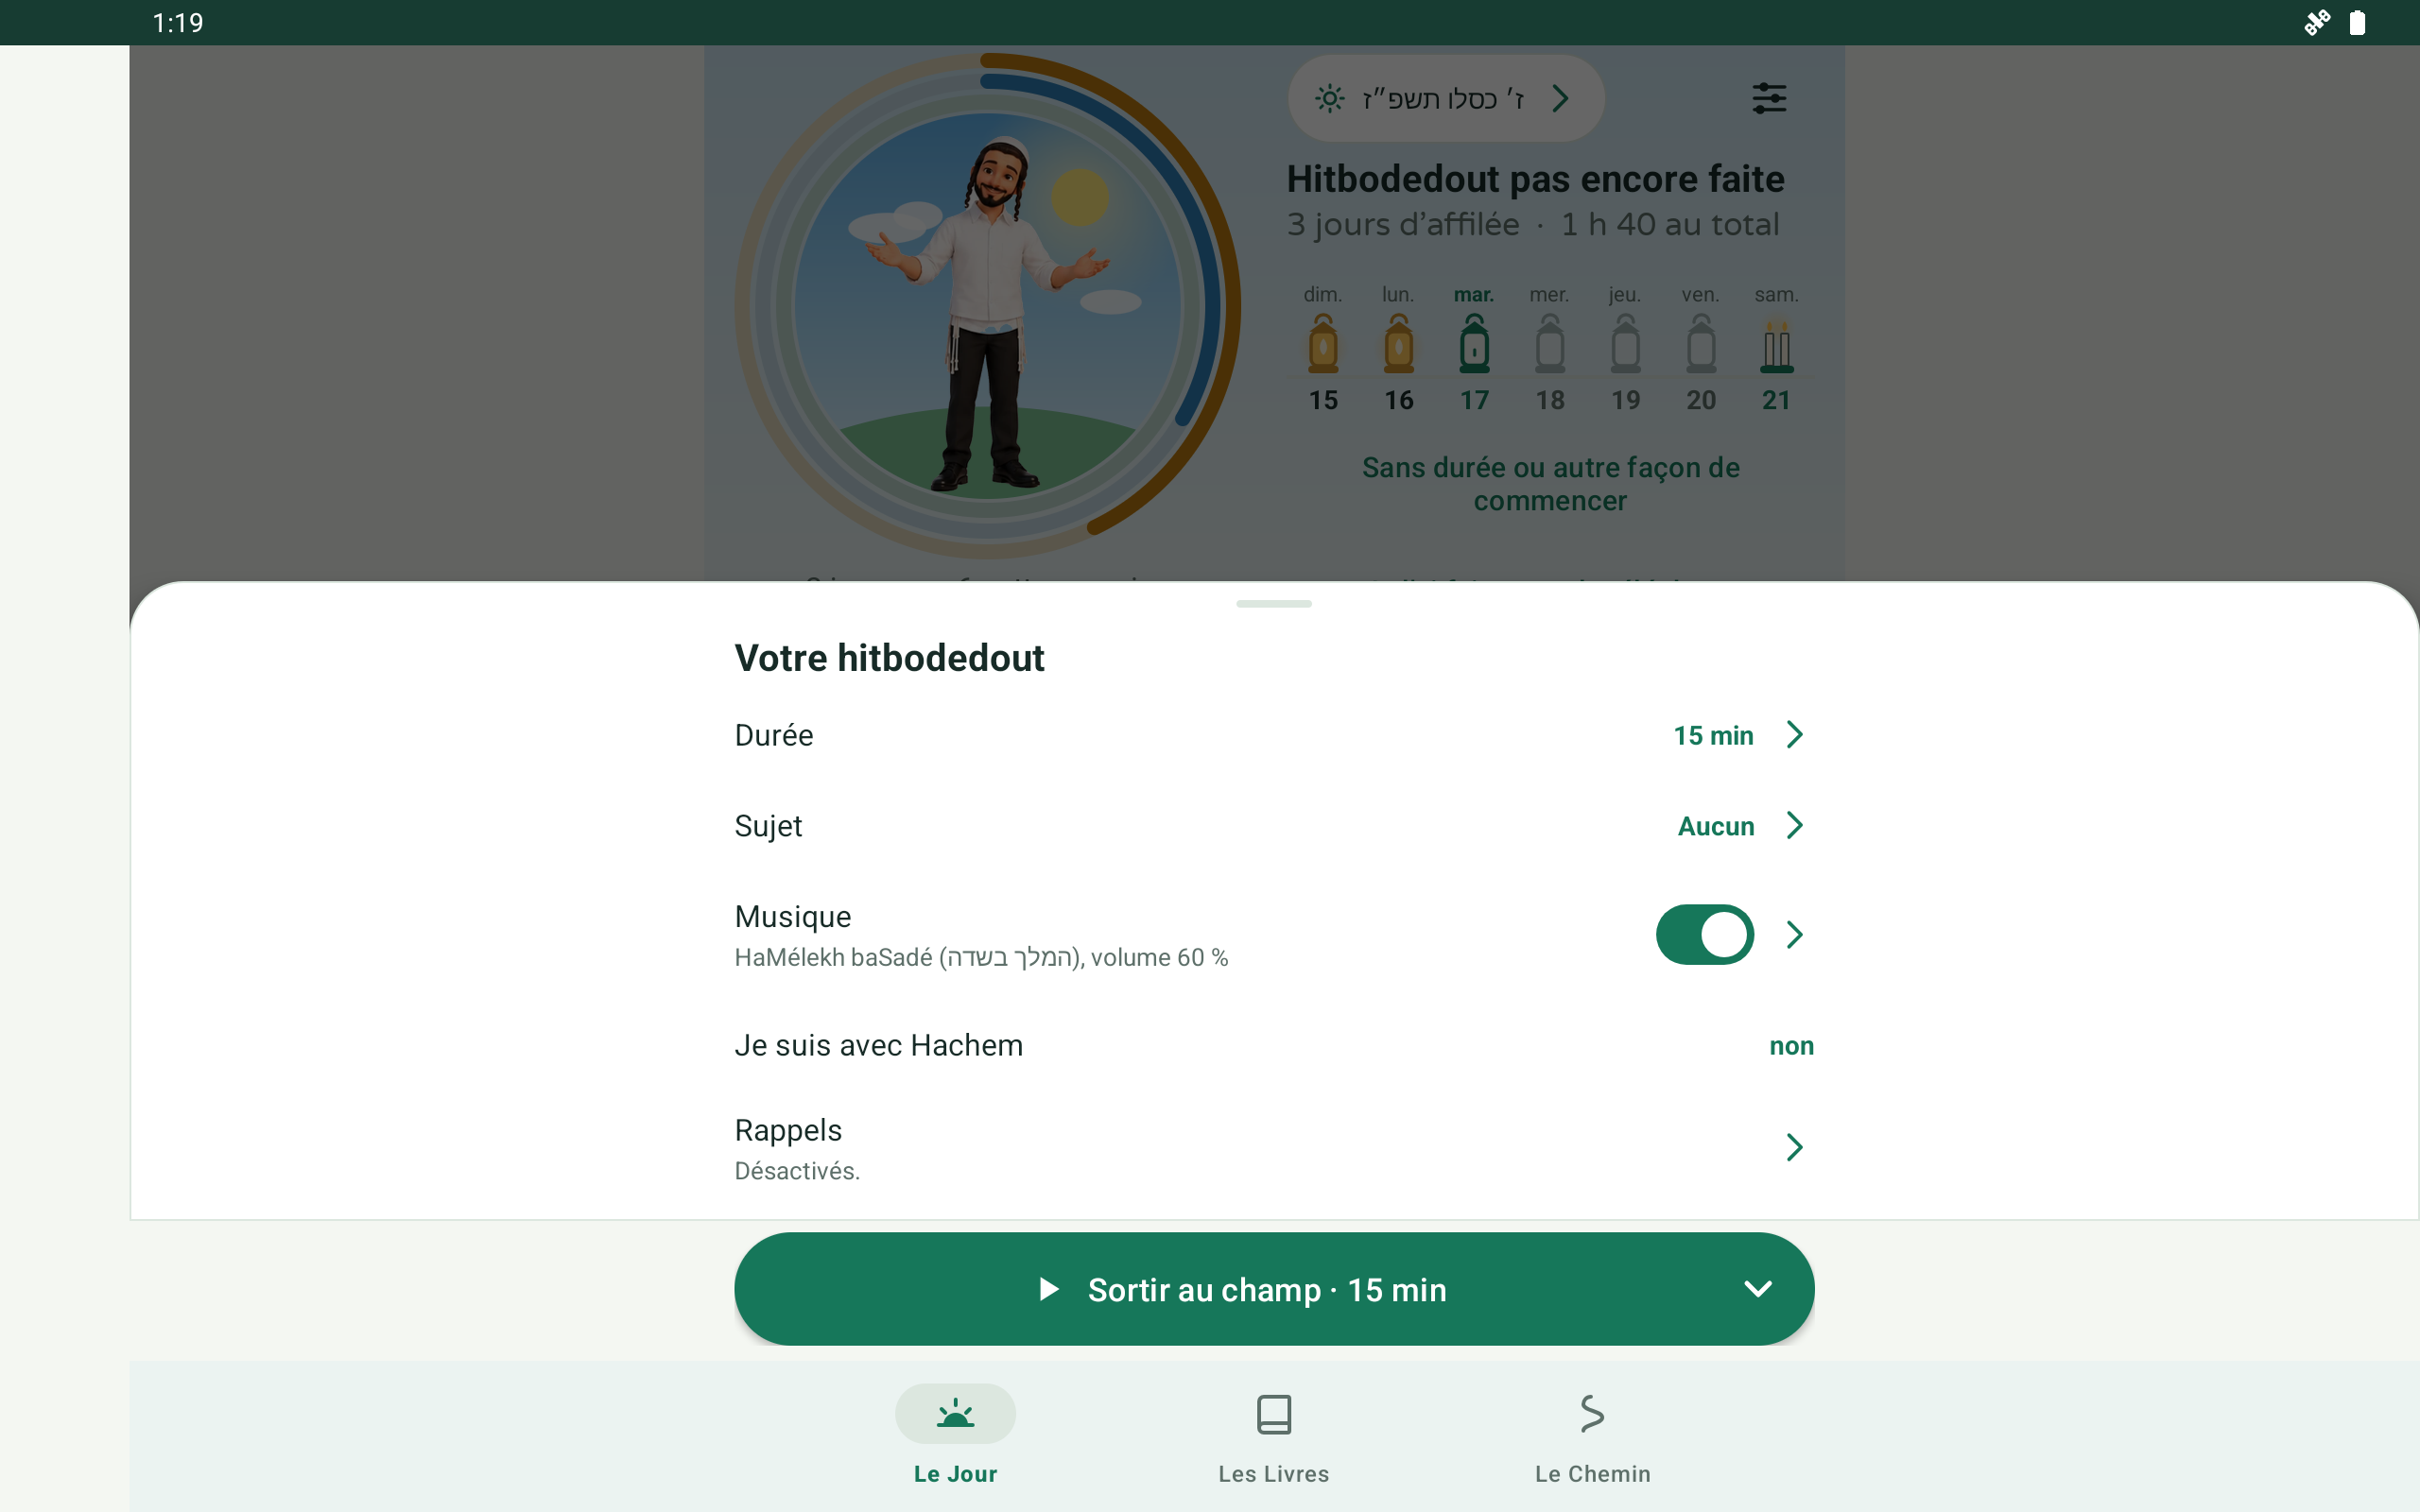 1:19
ז׳ כסלו תשפ״ז
Hitbodedout pas encore faite
3 jours d’affilée · 1 h 40 au total
dim. lun. mar. mer. jeu. ven. sam.
15 16 17 18 19 20 21
Sans durée ou autre façon de
commencer
Votre hitbodedout
Durée 15 min
Sujet Aucun
Musique
HaMélekh baSadé (המלך בשדה), volume 60 %
Je suis avec Hachem non
Rappels
Désactivés.
Sortir au champ · 15 min
Le Jour Les Livres Le Chemin